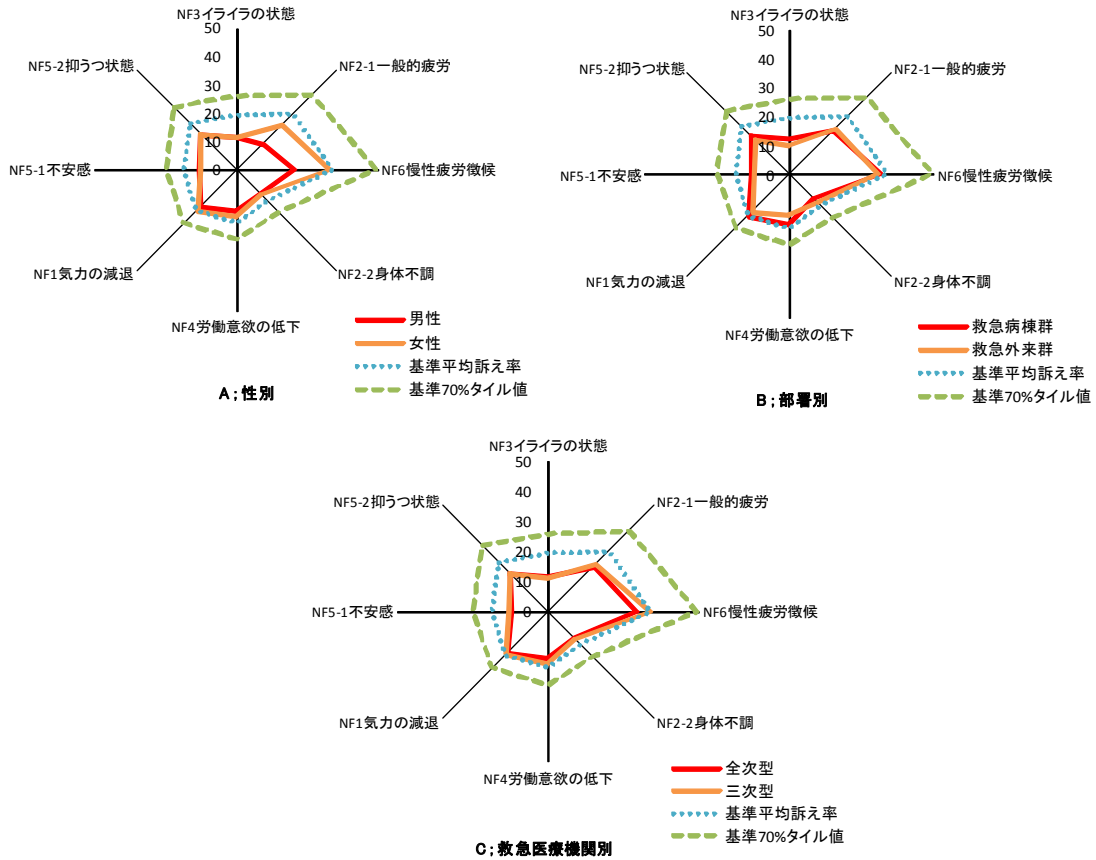 NF3イライラの状態
50
40
30
20
10
0
NF5-2抑うつ状態
NF2-1一般的疲労
NF5-1不安感
NF6慢性疲労徴候
NF1気力の減退
NF2-2身体不調
NF4労働意欲の低下
男性
女性
基準平均訴え率
基準70%タイル値
A;性別
NF3イライラの状態
50
40
30
20
10
0
NF5-2抑うつ状態
NF2-1一般的疲労
NF5-1不安感
NF6慢性疲労徴候
NF1気力の減退
NF2-2身体不調
NF4労働意欲の低下
救急病棟群
救急外来群
基準平均訴え率
基準70%タイル値
B;部署別
NF3イライラの状態
50
40
30
20
10
0
NF5-2抑うつ状態
NF2-1一般的疲労
NF5-1不安感
NF6慢性疲労徴候
NF1気力の減退
NF2-2身体不調
NF4労働意欲の低下
全次型
三次型
基準平均訴え率
基準70%タイル値
C;救急医療機関別